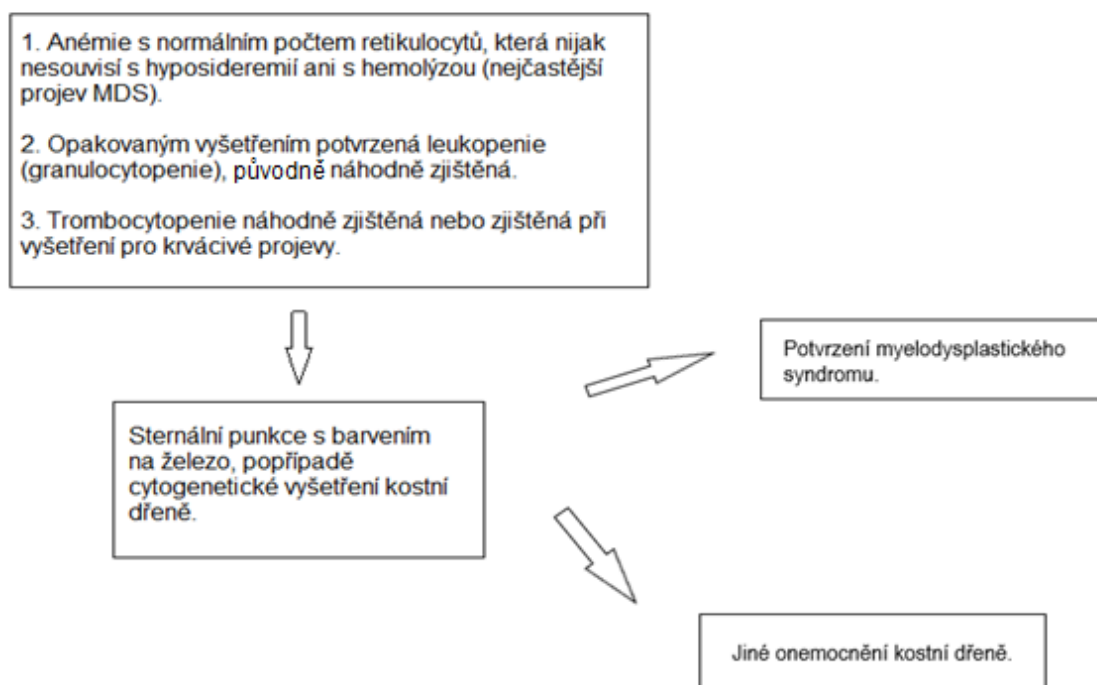 1. Anémie s normálním počtem retikulocytů, která nijak
nesouvisí s hyposideremií ani s hemolýzou (nejčastější
projev MDS).
2. Opakovaným vyšetřením potvrzená leukopenie
(granulocytopenie), původně náhodně zjištěná.
3. Trombocytopenie náhodně zjištěná nebo zjištěná při
vyšetření pro krvácivé projevy.
Potvrzení myelodysplastického
syndromu.
Sternální punkce s barvením
na železo, popřípadě
cytogenetické vyšetření kostní
dřeně.
Jiné onemocnění kostní dřeně.